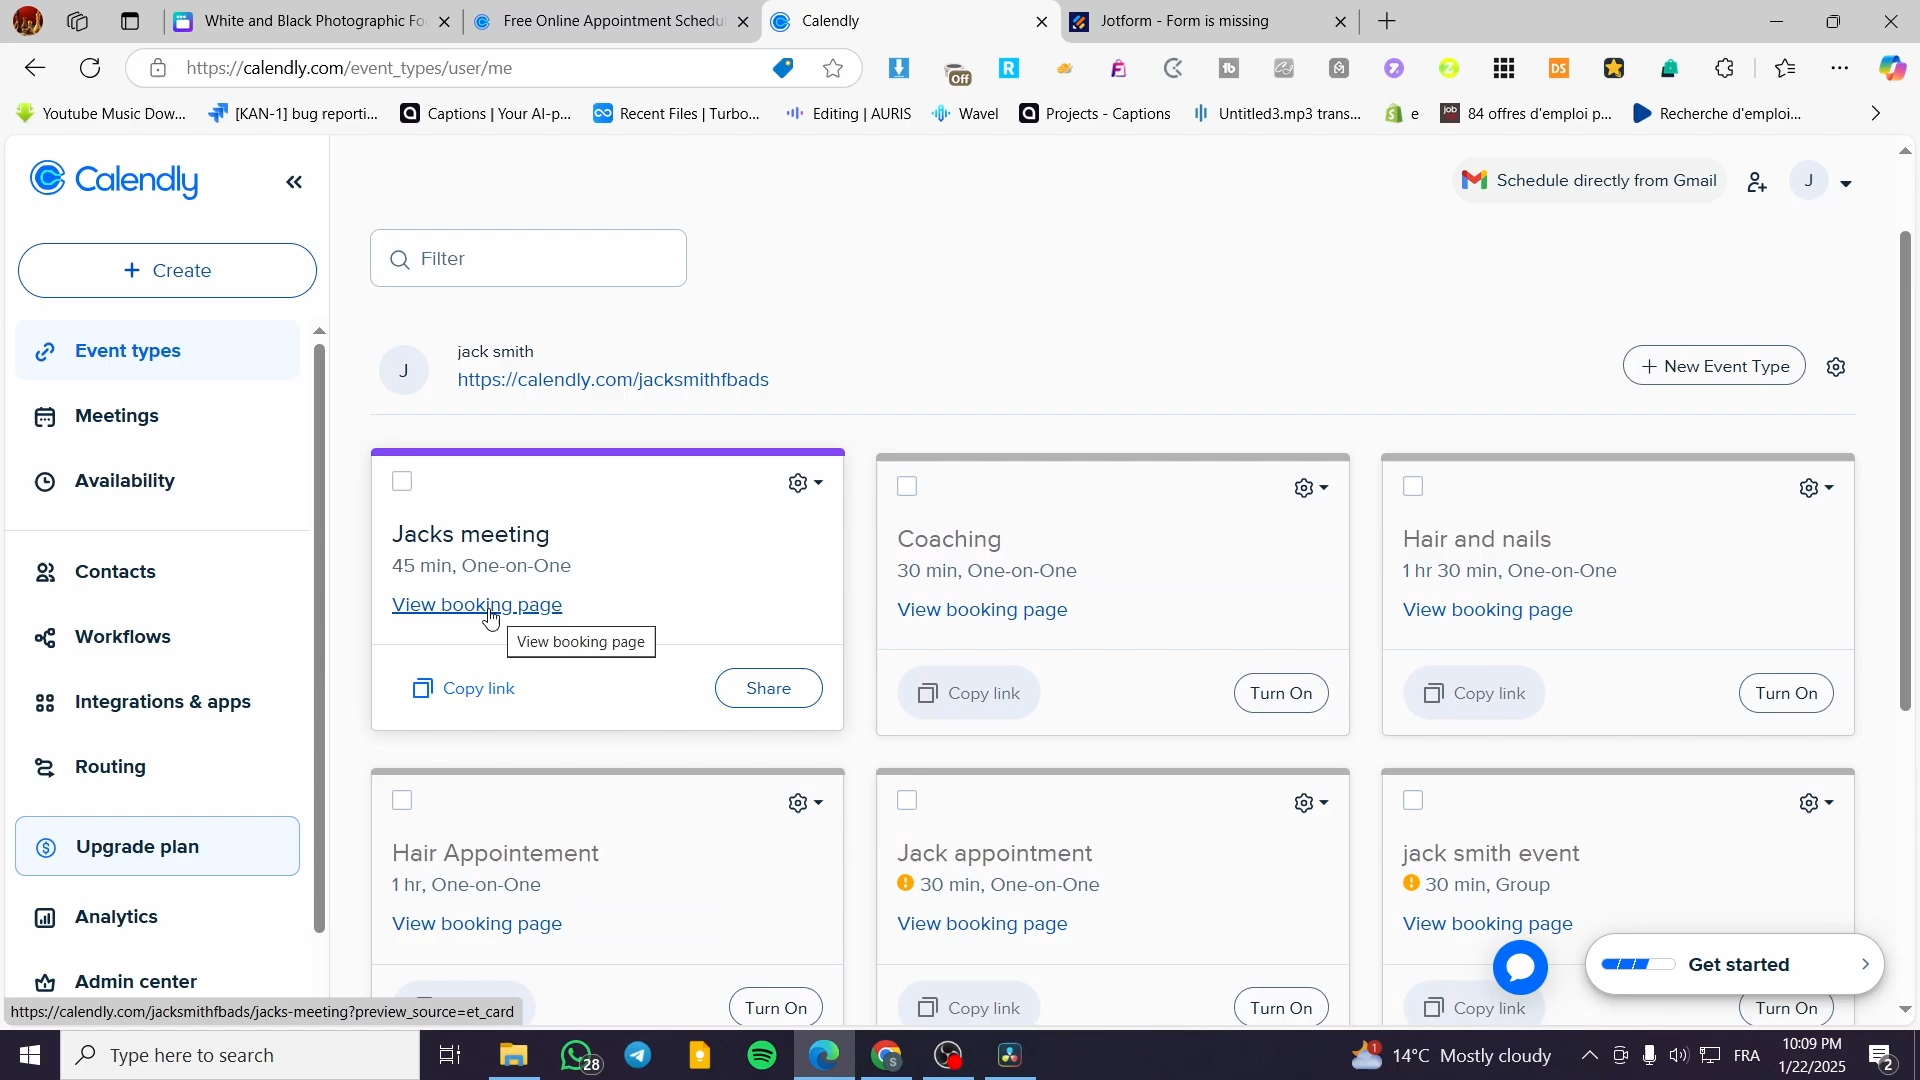 White and Black Photographic Fo
Free Online Appointment Schedu
Calendly
Jotform - Form is missing
https://calendly.com/event_types/user/me
Off
R
tb
DS
Youtube Music Dow...
[KAN-1] bug reporti...
Captions | Your AI-p...
Recent Files | Turbo...
Editing | AURIS
Wavel
Projects - Captions
Untitled3.mp3 trans...
e
job
84 offres d'emploi p...
Recherche d'emploi...
Calendly
Schedule directly from Gmail
J
+ Create
Filter
Event types
jack smith
J
https://calendly.com/jacksmithfbads
+ New Event Type
Meetings
Availability
Jacks meeting
45 min, One-on-One
View booking page
View booking page
Copy link
Share
Coaching
30 min, One-on-One
View booking page
Copy link
Turn On
Hair and nails
1 hr 30 min, One-on-One
View booking page
Copy link
Turn On
Contacts
Workflows
Integrations & apps
Routing
Upgrade plan
Analytics
Admin center
Hair Appointement
1 hr, One-on-One
View booking page
Turn On
Jack appointment
30 min, One-on-One
View booking page
Copy link
Turn On
jack smith event
30 min, Group
View booking page
Copy link
Turn On
Get started
https://calendly.com/jacksmithfbads/jacks-meeting?preview_source=et_card
Type here to search
28
S
1
14°C Mostly cloudy
FRA
10:09 PM
1/22/2025
2